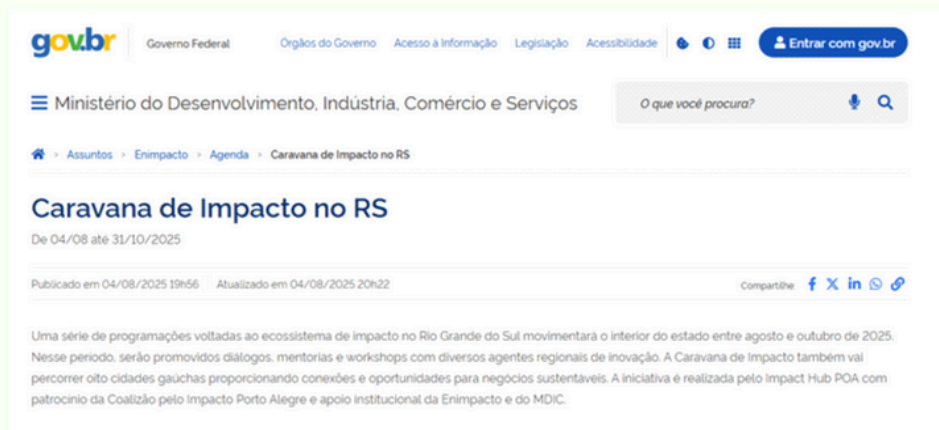 gov.br Governo Federal Órgãos do Governo Acesso à Informação Legislação Acessibilidade Entrar com gov.br
Ministério do Desenvolvimento, Indústria, Comércio e Serviços O que você procura?
Assuntos > Enimpacto > Agenda > Caravana de Impacto no RS
Caravana de Impacto no RS
De 04/08 até 31/10/2025
Publicado em 04/08/2025 19h56 Atualizado em 04/08/2025 20h22 Compartilhe:
Uma série de programações voltadas ao ecossistema de impacto no Rio Grande do Sul movimentará o interior do estado entre agosto e outubro de 2025.
Nesse período, serão promovidos diálogos, mentorias e workshops com diversos agentes regionais de inovação. A Caravana de Impacto também vai
percorrer oito cidades gaúchas proporcionando conexões e oportunidades para negócios sustentáveis. A iniciativa é realizada pelo Impact Hub POA com
patrocínio da Coalizão pelo Impacto Porto Alegre e apoio institucional da Enimpacto e do MDIC.